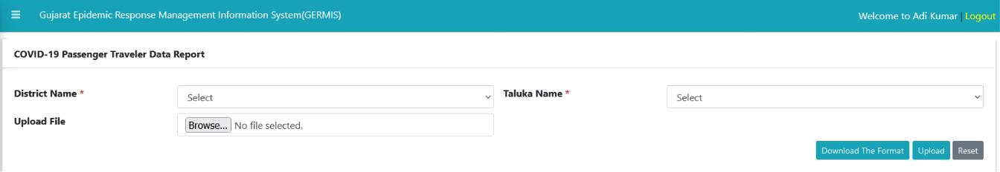 Gujarat Epidemic Response Management Information System(GERMIS)
Welcome to Adi Kumar | Logout
COVID-19 Passenger Traveler Data Report
District Name * Select Taluka Name * Select
Upload File Browse... No file selected.
Download The Format Upload Reset